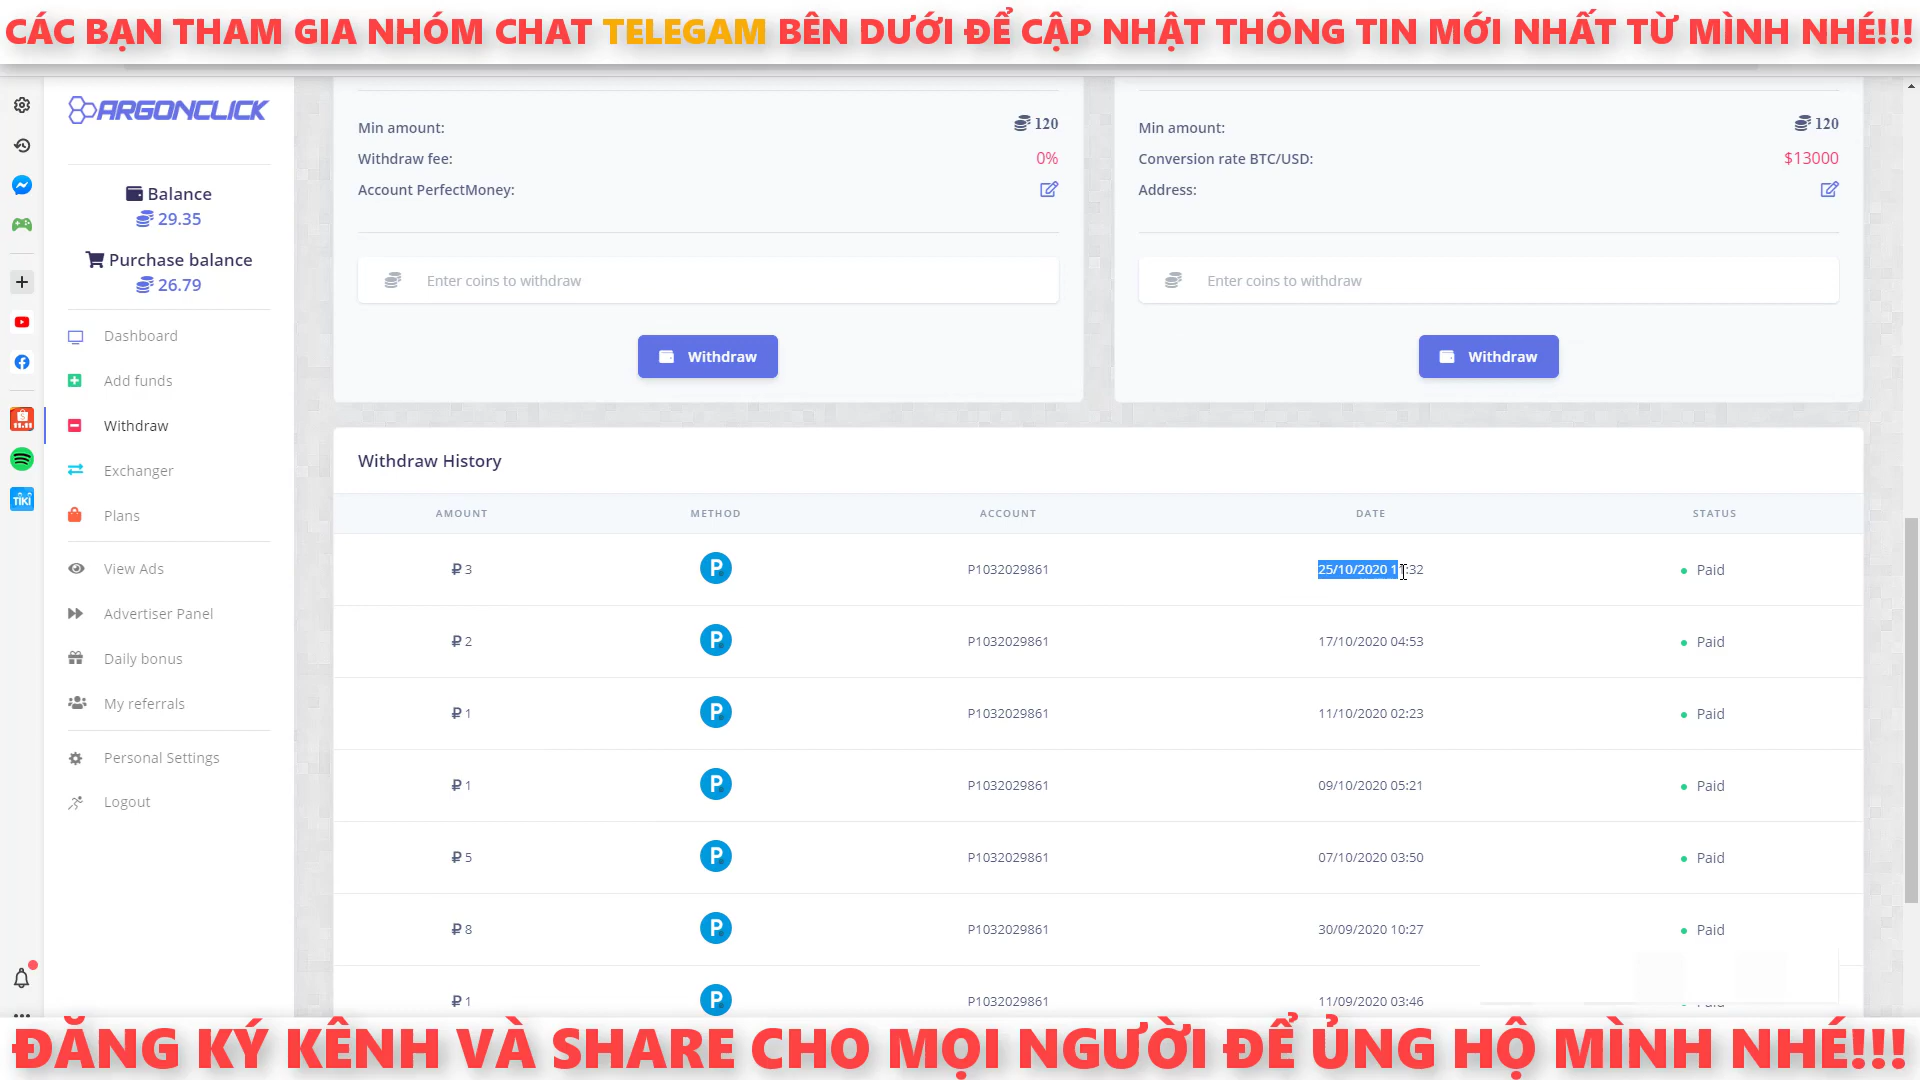 CÁC BẠN THAM GIA NHÓM CHAT TELEGAM BÊN DƯỚI ĐỂ CẬP NHẬT THÔNG TIN MỚI NHẤT TỪ MÌNH NHÉ!!!
ARGONCLICK
Balance
29.35
Purchase balance
26.79
Dashboard
Add funds
Withdraw
Exchanger
Plans
View Ads
Advertiser Panel
Daily bonus
My referrals
Personal Settings
Logout
TIKI
Min amount: 120
Withdraw fee: 0%
Account PerfectMoney:
Enter coins to withdraw
Withdraw
Min amount: 120
Conversion rate BTC/USD: $13000
Address:
Enter coins to withdraw
Withdraw
Withdraw History
AMOUNT METHOD ACCOUNT DATE STATUS
₽ 3 P P1032029861 25/10/2020 11:32 Paid
₽ 2 P P1032029861 17/10/2020 04:53 Paid
₽ 1 P P1032029861 11/10/2020 02:23 Paid
₽ 1 P P1032029861 09/10/2020 05:21 Paid
₽ 5 P P1032029861 07/10/2020 03:50 Paid
₽ 8 P P1032029861 30/09/2020 10:27 Paid
₽ 1 P P1032029861 11/09/2020 03:46
ĐĂNG KÝ KÊNH VÀ SHARE CHO MỌI NGƯỜI ĐỂ ỦNG HỘ MÌNH NHÉ!!!